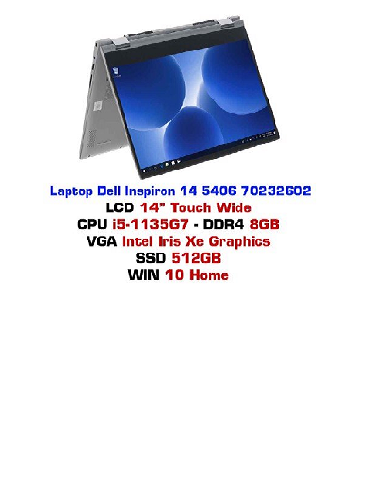 Laptop Dell Inspiron 14 5406 70232602
LCD 14" Touch Wide
CPU i5-1135G7 - DDR4 8GB
VGA Intel Iris Xe Graphics
SSD 512GB
WIN 10 Home